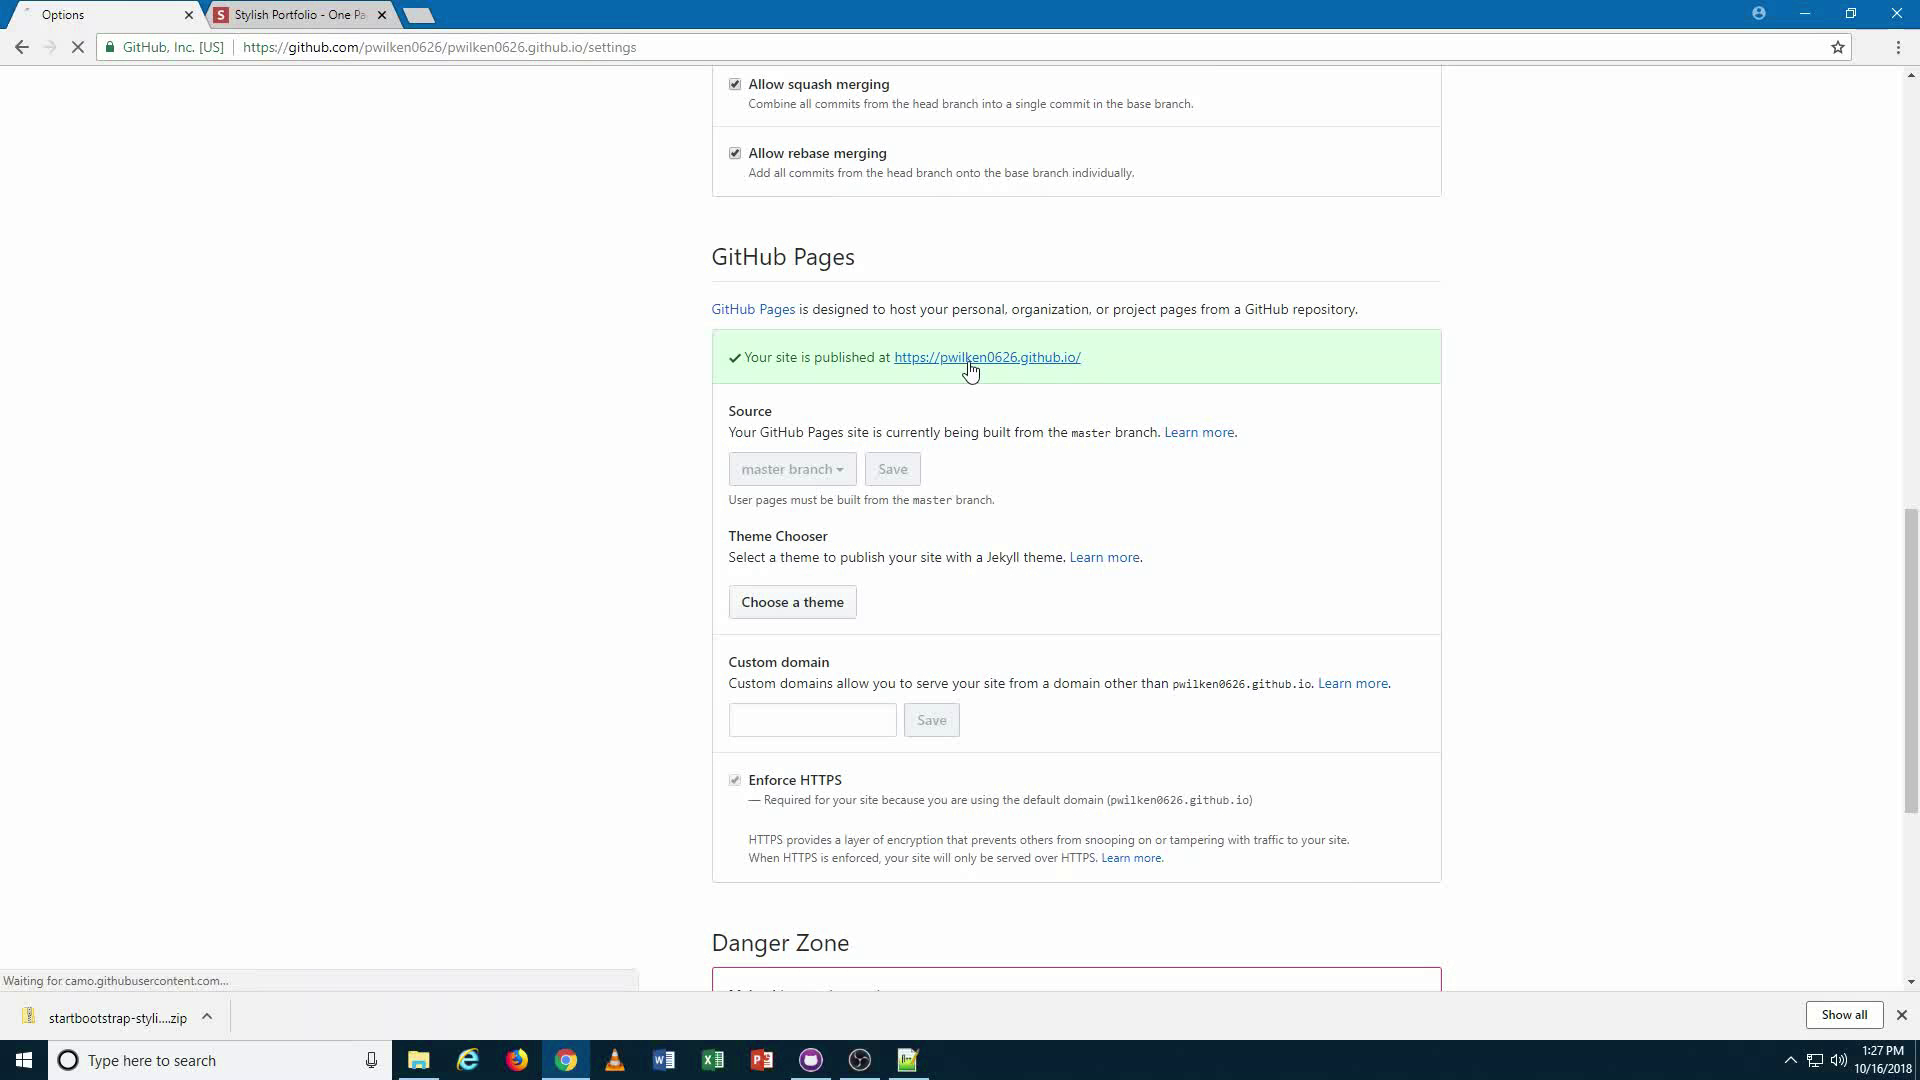 Options
Stylish Portfolio - One Pa
GitHub, Inc. [US]
https://github.com/pwilken0626/pwilken0626.github.io/settings
Allow squash merging
Combine all commits from the head branch into a single commit in the base branch.
Allow rebase merging
Add all commits from the head branch onto the base branch individually.
GitHub Pages
GitHub Pages is designed to host your personal, organization, or project pages from a GitHub repository.
Your site is published at https://pwilken0626.github.io/
Source
Your GitHub Pages site is currently being built from the master branch. Learn more.
master branch
Save
User pages must be built from the master branch.
Theme Chooser
Select a theme to publish your site with a Jekyll theme. Learn more.
Choose a theme
Custom domain
Custom domains allow you to serve your site from a domain other than pwilken0626.github.io. Learn more.
Save
Enforce HTTPS
— Required for your site because you are using the default domain (pwilken0626.github.io)
HTTPS provides a layer of encryption that prevents others from snooping on or tampering with traffic to your site.
When HTTPS is enforced, your site will only be served over HTTPS. Learn more.
Danger Zone
Waiting for camo.githubusercontent.com...
startbootstrap-styli....zip
Show all
Type here to search
1:27 PM
10/16/2018